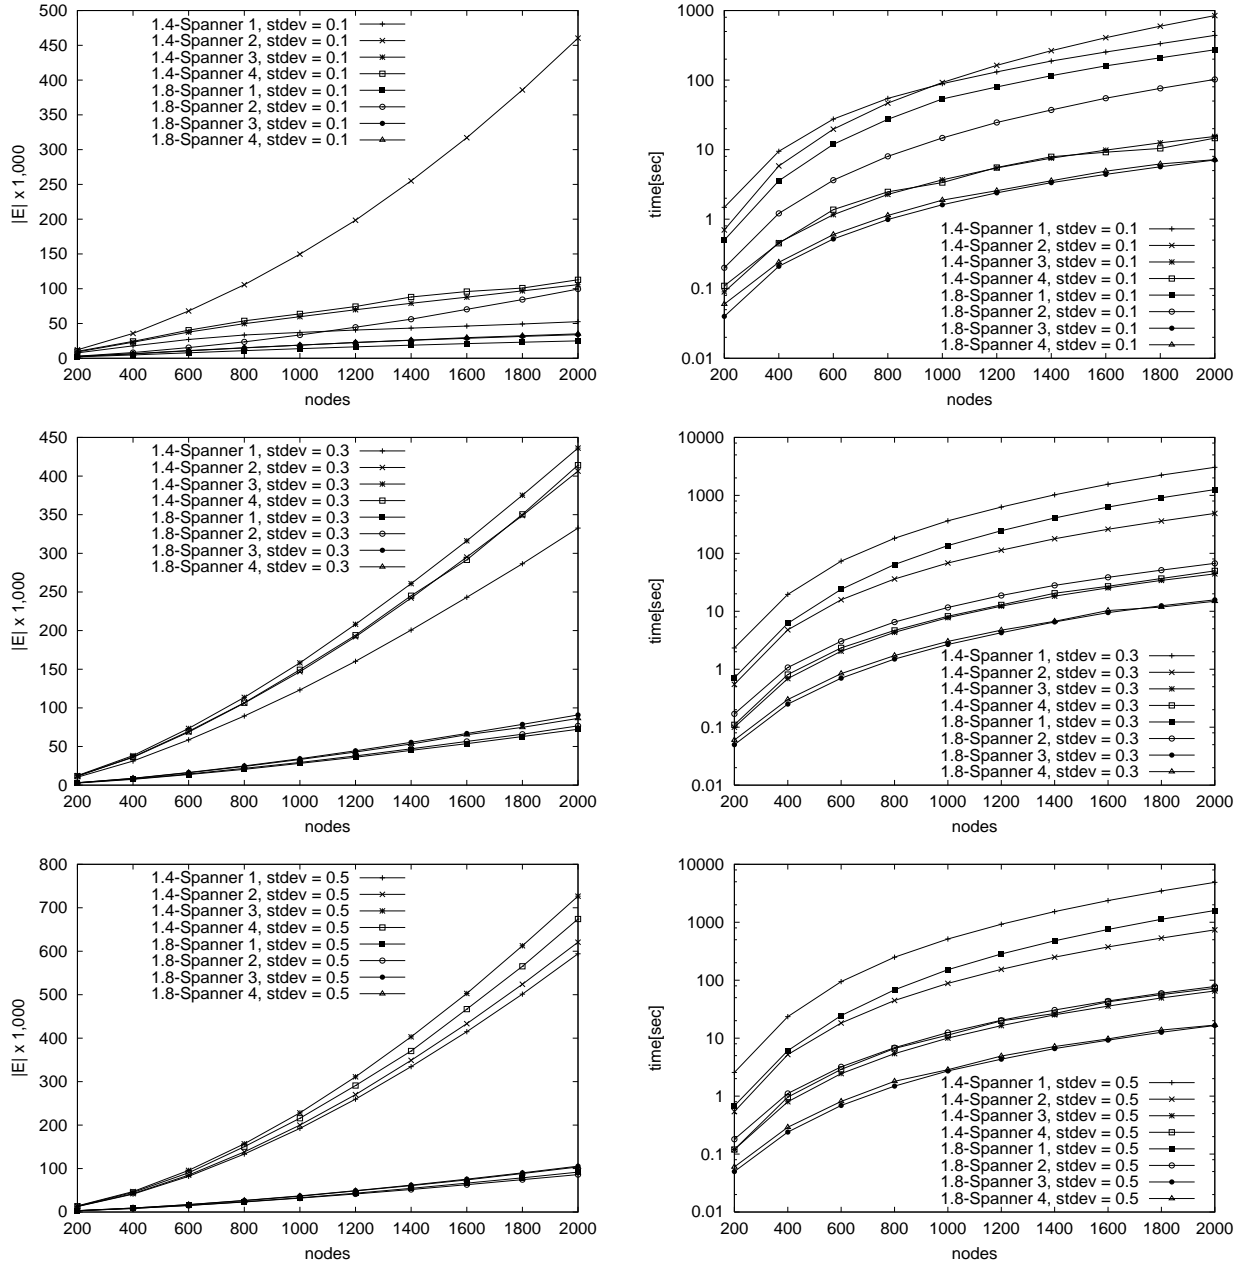 500
450
400
350
300
250
200
150
100
50
0
|E| x 1,000
1.4-Spanner 1, stdev = 0.1
1.4-Spanner 2, stdev = 0.1
1.4-Spanner 3, stdev = 0.1
1.4-Spanner 4, stdev = 0.1
1.8-Spanner 1, stdev = 0.1
1.8-Spanner 2, stdev = 0.1
1.8-Spanner 3, stdev = 0.1
1.8-Spanner 4, stdev = 0.1
200 400 600 800 1000 1200 1400 1600 1800 2000
nodes
1000
100
10
1
0.1
0.01
time[sec]
1.4-Spanner 1, stdev = 0.1
1.4-Spanner 2, stdev = 0.1
1.4-Spanner 3, stdev = 0.1
1.4-Spanner 4, stdev = 0.1
1.8-Spanner 1, stdev = 0.1
1.8-Spanner 2, stdev = 0.1
1.8-Spanner 3, stdev = 0.1
1.8-Spanner 4, stdev = 0.1
200 400 600 800 1000 1200 1400 1600 1800 2000
nodes
450
400
350
300
250
200
150
100
50
0
|E| x 1,000
1.4-Spanner 1, stdev = 0.3
1.4-Spanner 2, stdev = 0.3
1.4-Spanner 3, stdev = 0.3
1.4-Spanner 4, stdev = 0.3
1.8-Spanner 1, stdev = 0.3
1.8-Spanner 2, stdev = 0.3
1.8-Spanner 3, stdev = 0.3
1.8-Spanner 4, stdev = 0.3
200 400 600 800 1000 1200 1400 1600 1800 2000
nodes
10000
1000
100
10
1
0.1
0.01
time[sec]
1.4-Spanner 1, stdev = 0.3
1.4-Spanner 2, stdev = 0.3
1.4-Spanner 3, stdev = 0.3
1.4-Spanner 4, stdev = 0.3
1.8-Spanner 1, stdev = 0.3
1.8-Spanner 2, stdev = 0.3
1.8-Spanner 3, stdev = 0.3
1.8-Spanner 4, stdev = 0.3
200 400 600 800 1000 1200 1400 1600 1800 2000
nodes
800
700
600
500
400
300
200
100
0
|E| x 1,000
1.4-Spanner 1, stdev = 0.5
1.4-Spanner 2, stdev = 0.5
1.4-Spanner 3, stdev = 0.5
1.4-Spanner 4, stdev = 0.5
1.8-Spanner 1, stdev = 0.5
1.8-Spanner 2, stdev = 0.5
1.8-Spanner 3, stdev = 0.5
1.8-Spanner 4, stdev = 0.5
200 400 600 800 1000 1200 1400 1600 1800 2000
nodes
10000
1000
100
10
1
0.1
0.01
time[sec]
1.4-Spanner 1, stdev = 0.5
1.4-Spanner 2, stdev = 0.5
1.4-Spanner 3, stdev = 0.5
1.4-Spanner 4, stdev = 0.5
1.8-Spanner 1, stdev = 0.5
1.8-Spanner 2, stdev = 0.5
1.8-Spanner 3, stdev = 0.5
1.8-Spanner 4, stdev = 0.5
200 400 600 800 1000 1200 1400 1600 1800 2000
nodes